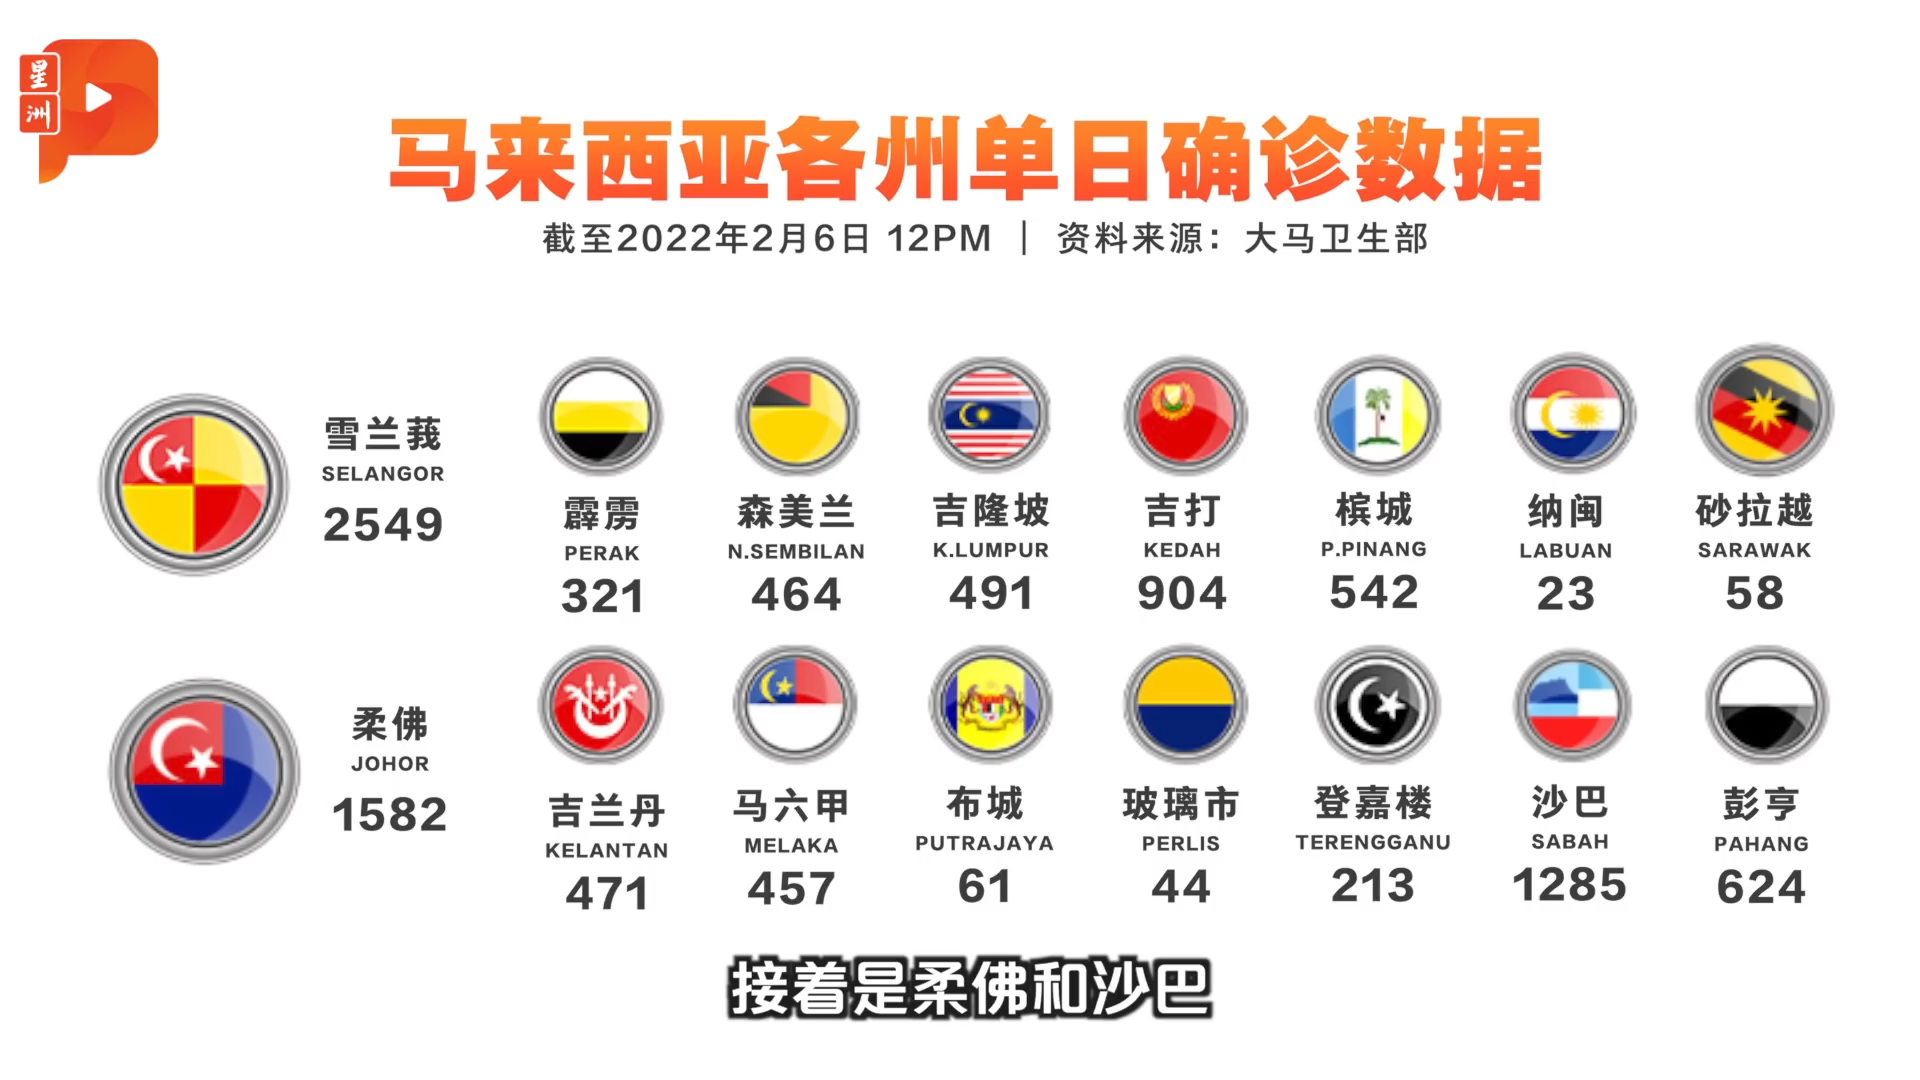 星洲
马来西亚各州单日确诊数据
截至2022年2月6日 12PM | 资料来源：大马卫生部
雪兰莪
SELANGOR
2549
霹雳
PERAK
321
森美兰
N.SEMBILAN
464
吉隆坡
K.LUMPUR
491
吉打
KEDAH
904
槟城
P.PINANG
542
纳闽
LABUAN
23
砂拉越
SARAWAK
58
柔佛
JOHOR
1582
吉兰丹
KELANTAN
471
马六甲
MELAKA
457
布城
PUTRAJAYA
61
玻璃市
PERLIS
44
登嘉楼
TERENGGANU
213
沙巴
SABAH
1285
彭亨
PAHANG
624
接着是柔佛和沙巴